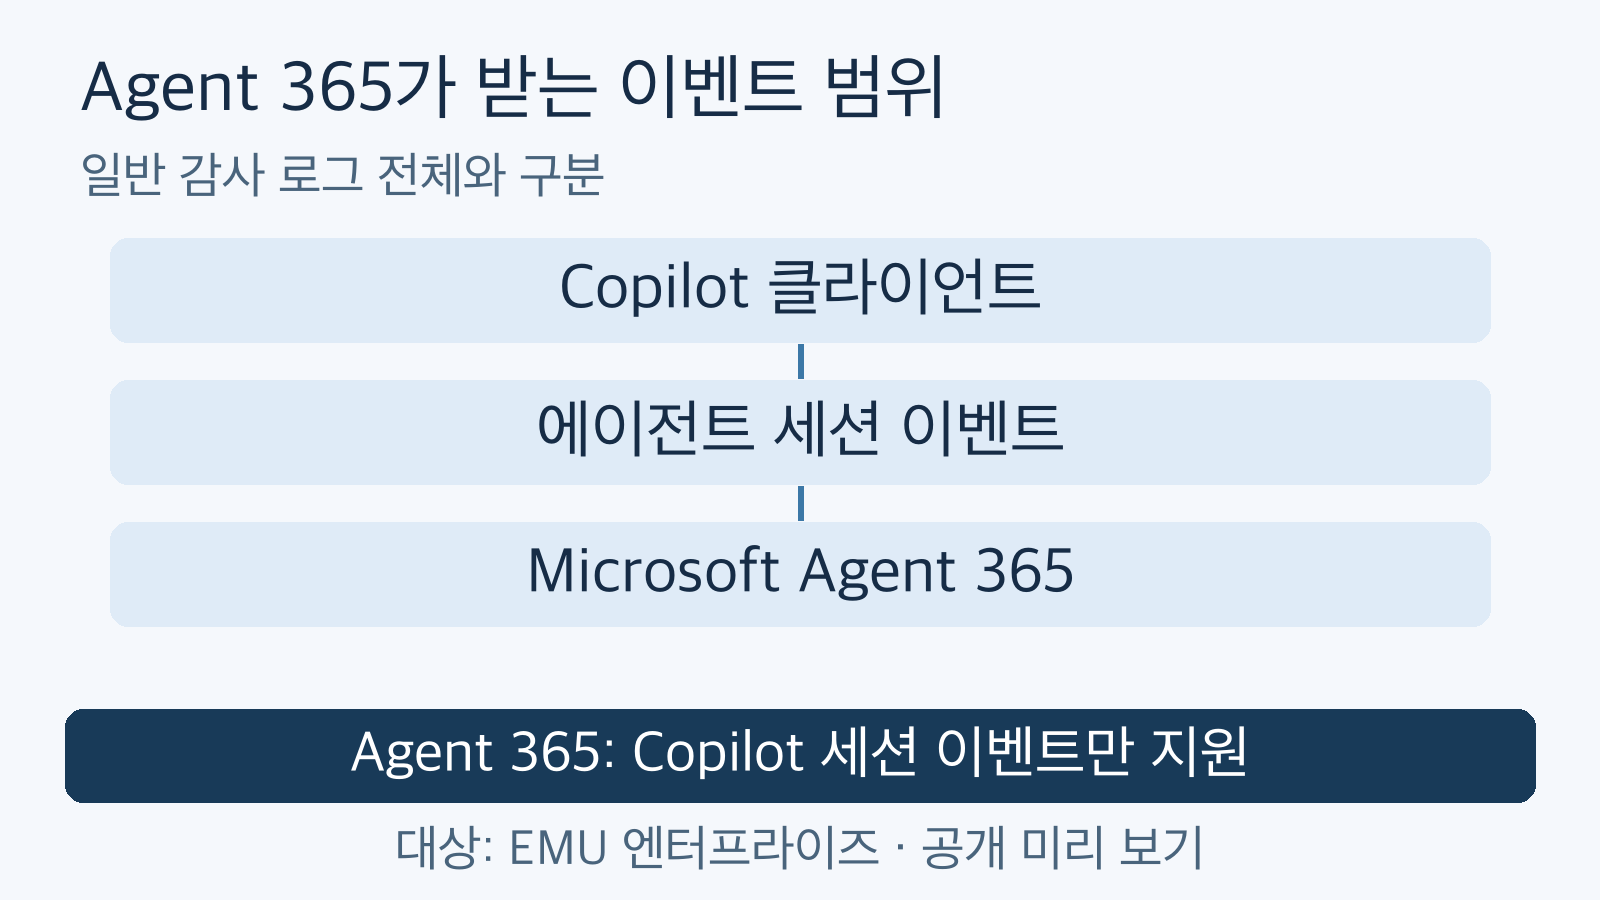 Agent 365가 받는 이벤트 범위
일반 감사 로그 전체와 구분
Copilot 클라이언트
에이전트 세션 이벤트
Microsoft Agent 365
Agent 365: Copilot 세션 이벤트만 지원
대상: EMU 엔터프라이즈 · 공개 미리 보기